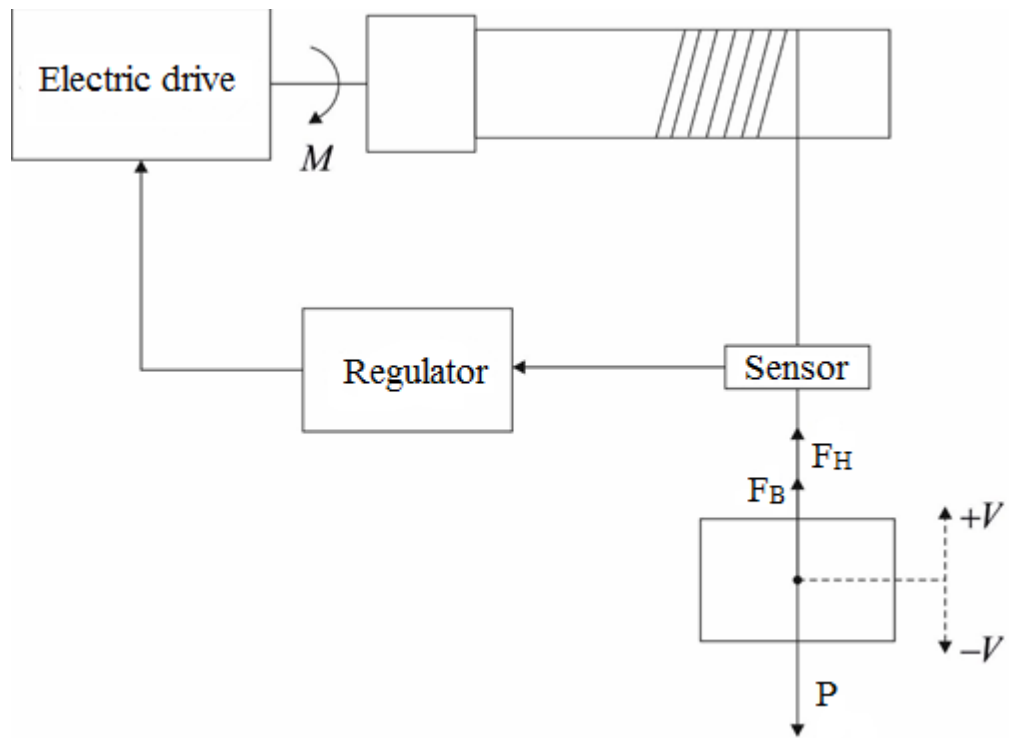 Electric drive
M
Regulator
Sensor
FH
FB
+V
−V
P